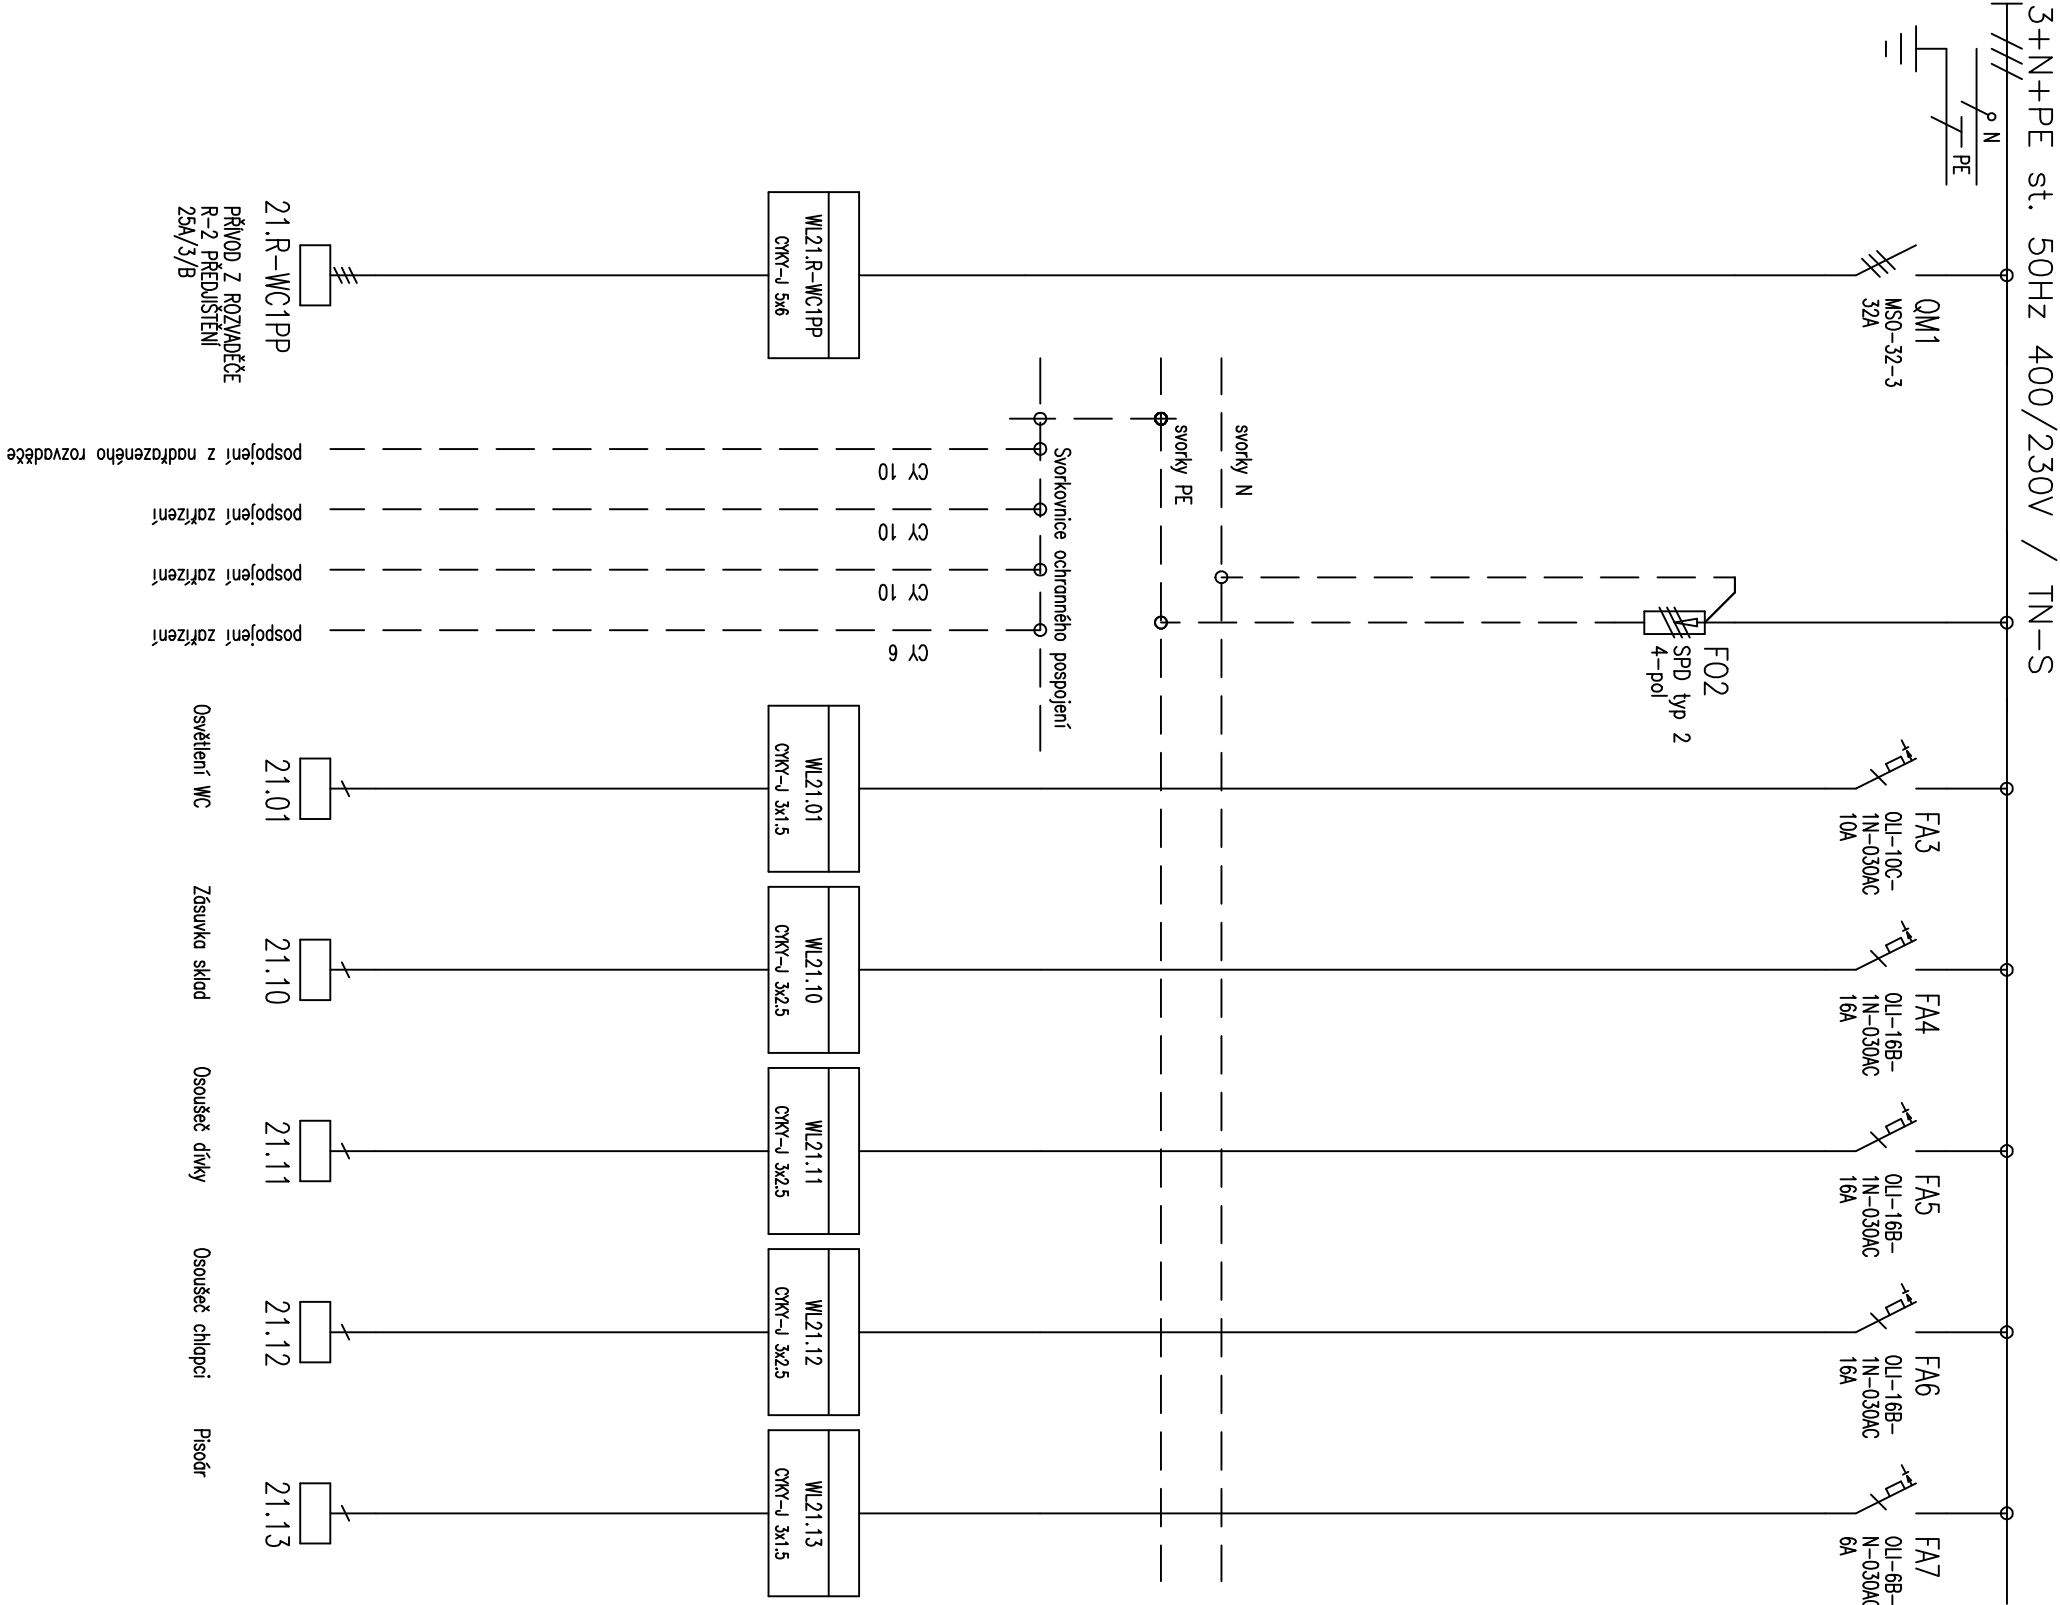 3+N+PE st. 50Hz 400/230V / TN-S
N
PE
QM1
MSO-32-3
32A
F02
SPD typ 2
4-pol
FA3
OLI-10C-
1N-030AC
10A
FA4
OLI-16B-
1N-030AC
16A
FA5
OLI-16B-
1N-030AC
16A
FA6
OLI-16B-
1N-030AC
16A
FA7
OLI-6B-
N-030AC
6A
svorky N
svorky PE
Svorkovnice ochranného pospojení
CY 10
CY 10
CY 10
CY 6
WL21.R-WC1PP
CYKY-J 5x6
WL21.01
CYKY-J 3x1.5
WL21.10
CYKY-J 3x2.5
WL21.11
CYKY-J 3x2.5
WL21.12
CYKY-J 3x2.5
WL21.13
CYKY-J 3x1.5
21.R-WC1PP
PŘÍVOD Z ROZVADĚČE
R-2 PŘEDJIŠTĚNÍ
25A/3/B
pospojení z nadřazeného rozvaděče
pospojení zařízení
pospojení zařízení
pospojení zařízení
21.01
Osvětlení WC
21.10
Zásuvka sklad
21.11
Osoušeč dívky
21.12
Osoušeč chlapci
21.13
Pisoár